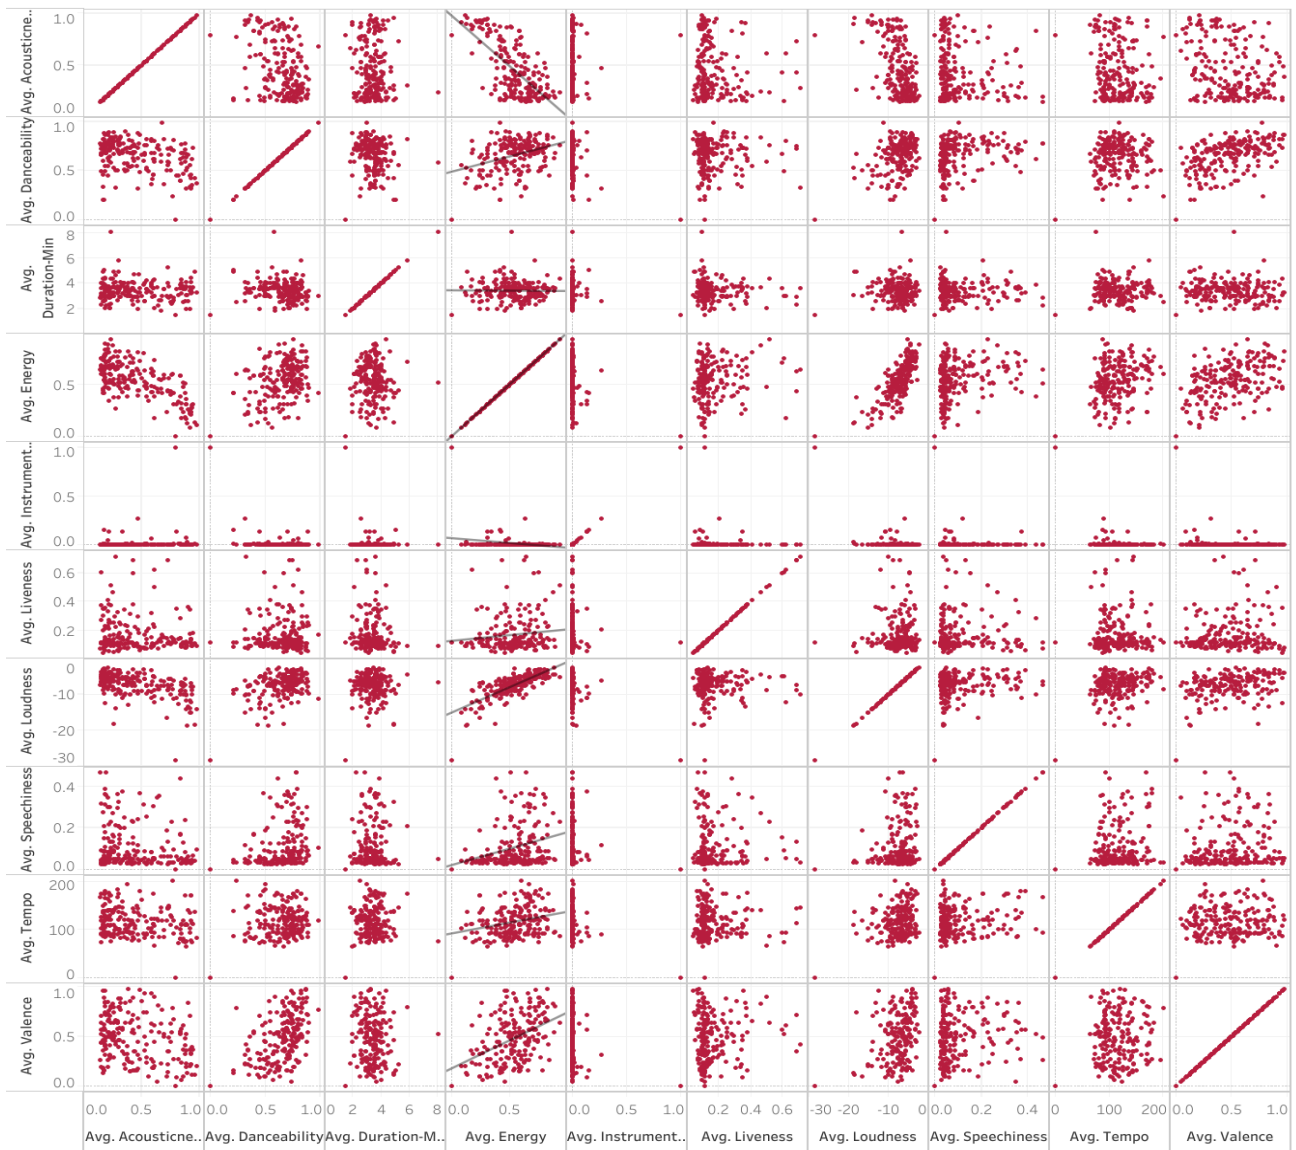 1.0
0.5
0.0
Avg. Acousticne..
1.0
0.5
0.0
Avg. Danceability
8
6
4
2
Avg.
Duration-Min
0.5
0.0
Avg. Energy
1.0
0.5
0.0
Avg. Instrument..
0.6
0.4
0.2
Avg. Liveness
0
-10
-20
-30
Avg. Loudness
0.4
0.2
0.0
Avg. Speechiness
200
100
0
Avg. Tempo
1.0
0.5
0.0
Avg. Valence
0.0 0.5 1.0 0.0 0.5 1.0 2 4 6 8 0.0 0.5 0.0 0.5 1.0 0.2 0.4 0.6 -30 -20 -10 0 0.0 0.2 0.4 0 100 200 0.0 0.5 1.0
Avg. Acousticne.. Avg. Danceability Avg. Duration-M.. Avg. Energy Avg. Instrument.. Avg. Liveness Avg. Loudness Avg. Speechiness Avg. Tempo Avg. Valence